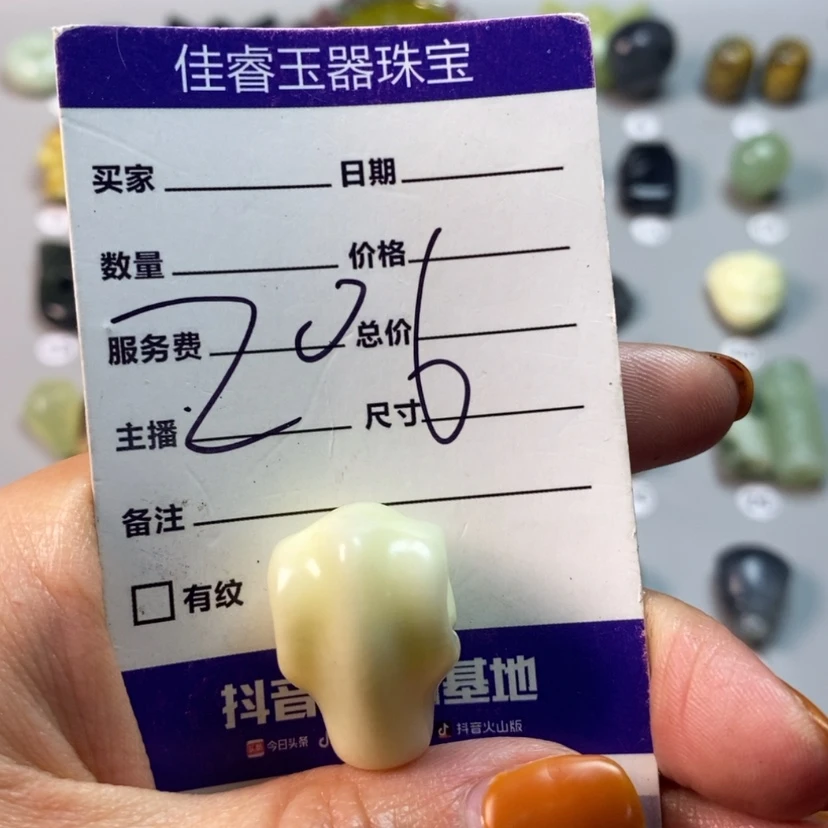 佳睿玉器珠宝
买家 日期
数量 价格
206
服务费 总价
主播 尺寸
备注
有纹
抖音 基地
今日头条 抖音火山版